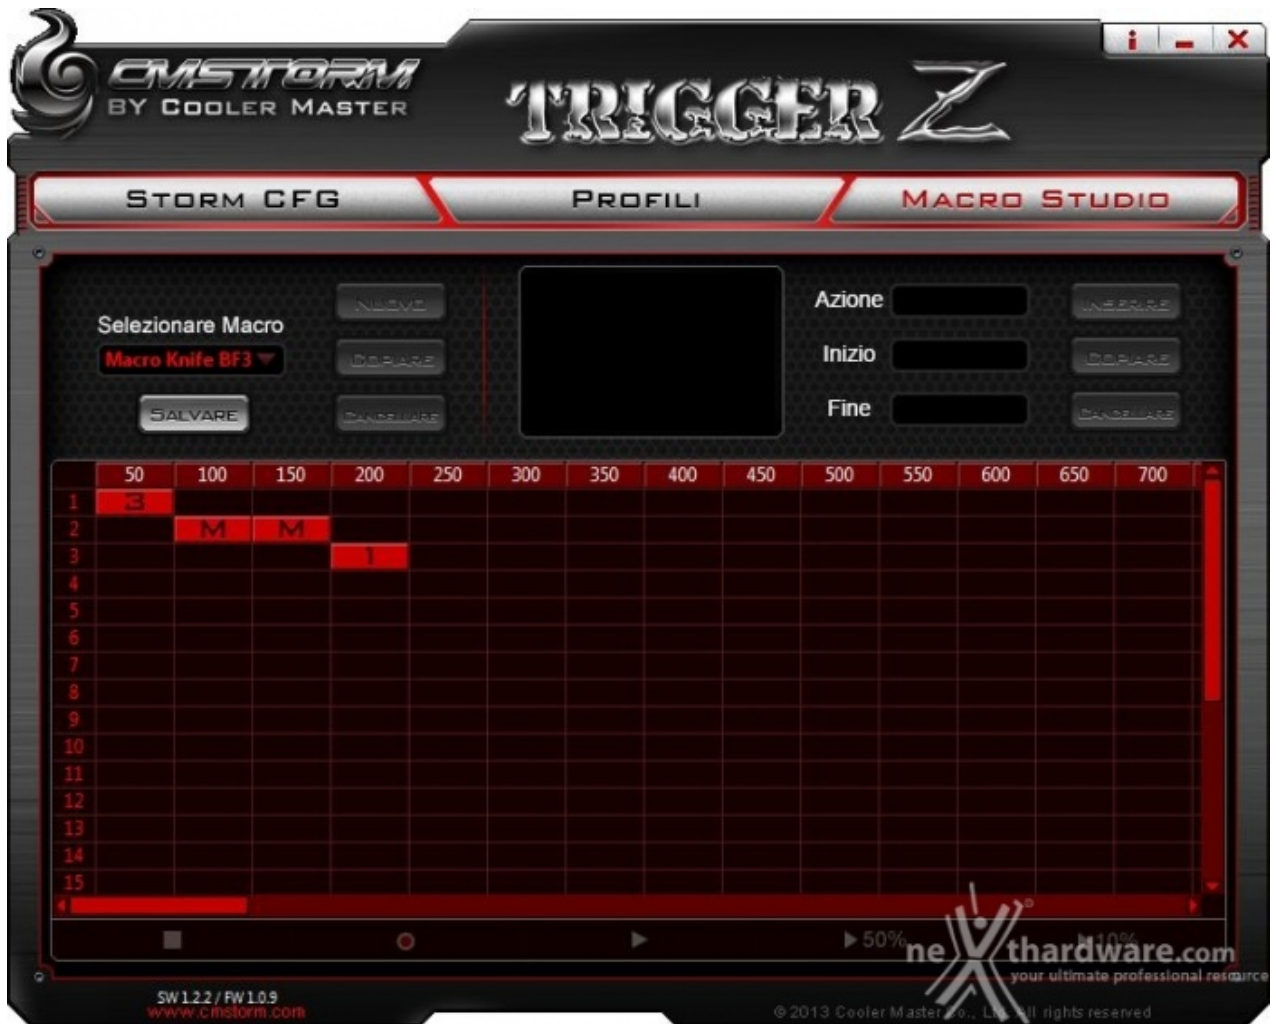 CMSTORM
BY COOLER MASTER
TRIGGER Z
STORM CFG
PROFILI
MACRO STUDIO
Selezionare Macro
Macro Knife BF3
SALVARE
NUOVO
COPIARE
CANCELLARE
Azione
Inizio
Fine
INSERIRE
COPIARE
CANCELLARE
50 100 150 200 250 300 350 400 450 500 550 600 650 700
1 3
2 M M
3 1
4
5
6
7
8
9
10
11
12
13
14
15
50%
10%
nexthardware.com
your ultimate professional resource
SW 1.2.2 / FW 1.0.9
www.cmstorm.com
© 2013 Cooler Master Co., Ltd. All rights reserved